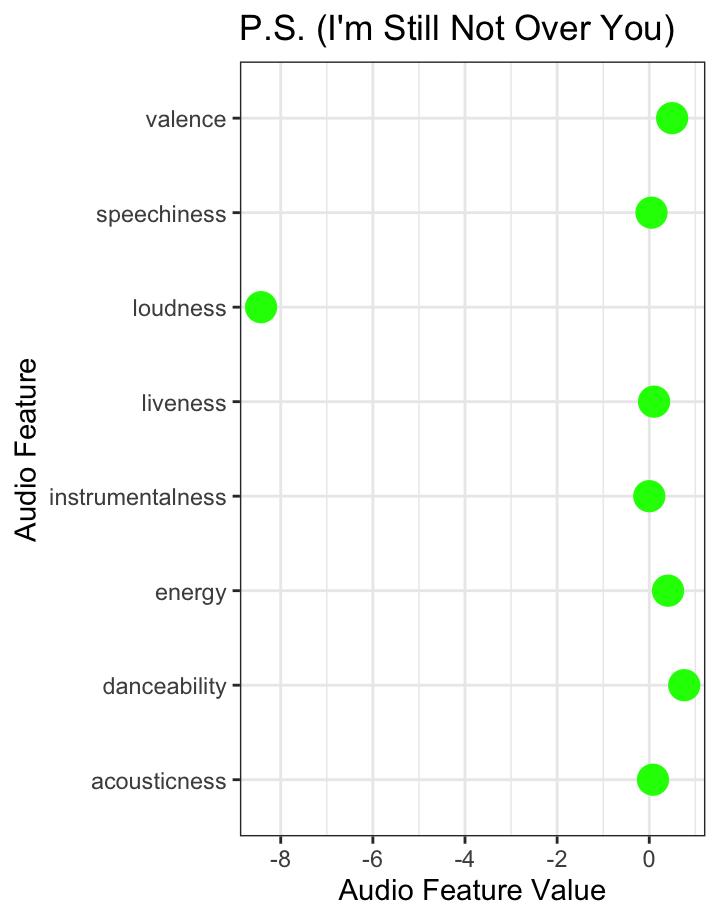 P.S. (I'm Still Not Over You)
valence
speechiness
loudness
liveness
instrumentalness
energy
danceability
acousticness
Audio Feature
-8 -6 -4 -2 0
Audio Feature Value